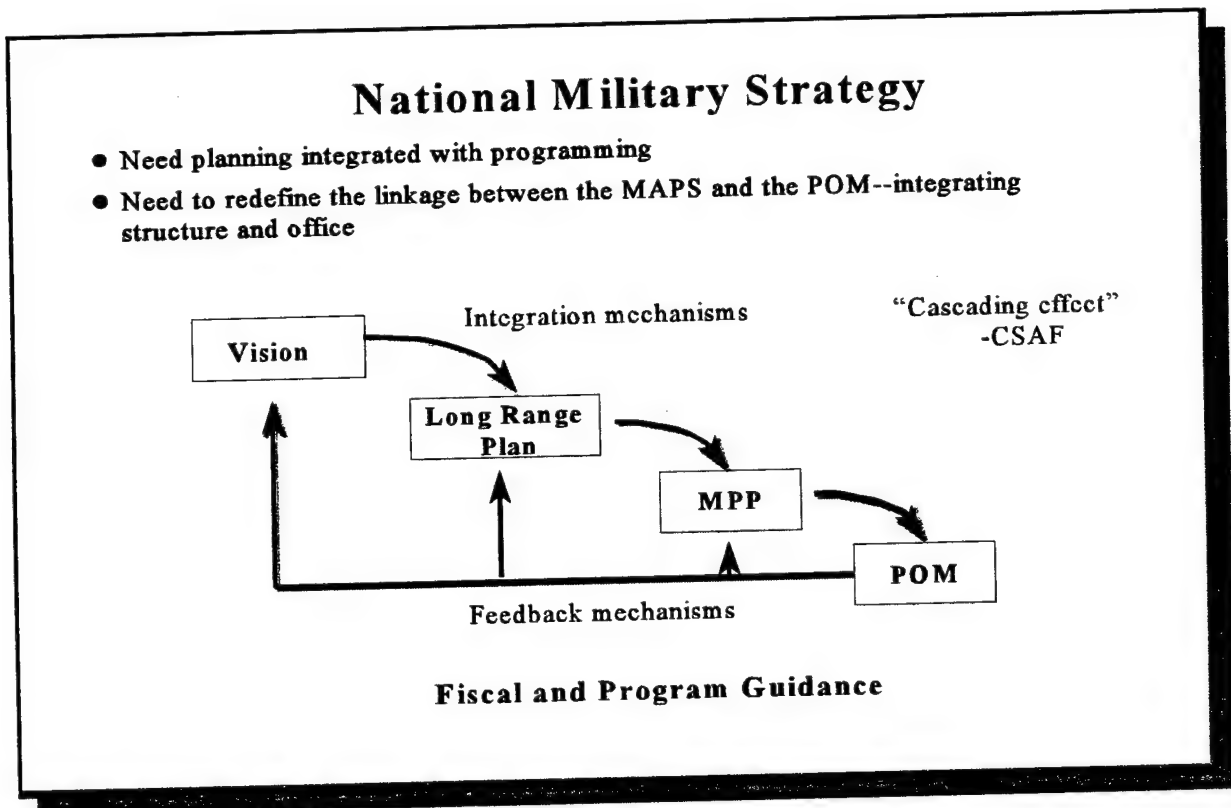 National Military Strategy
● Need planning integrated with programming
● Need to redefine the linkage between the MAPS and the POM--integrating
structure and office
Integration mechanisms
“Cascading effect”
-CSAF
Vision
Long Range
Plan
MPP
POM
Feedback mechanisms
Fiscal and Program Guidance